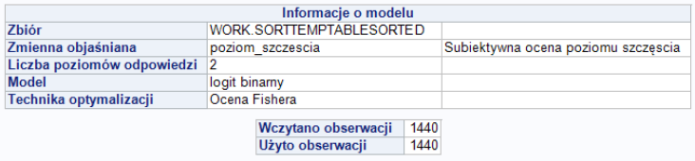 Informacje o modelu
Zbiór WORK.SORTTEMPTABLESORTED
Zmienna objaśniana poziom_szczescia Subiektywna ocena poziomu szczęscia
Liczba poziomów odpowiedzi 2
Model logit binarny
Technika optymalizacji Ocena Fishera
Wczytano obserwacji 1440
Użyto obserwacji 1440